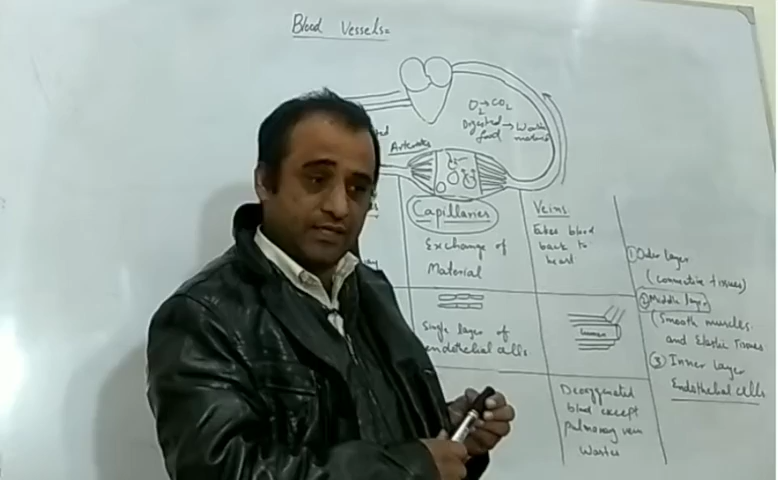 Blood Vessels=
O2 → CO2
Digested → Waste
food material
Arterioles
Capillaries
Veins
Exchange of
Material
Takes blood
back to
heart
① Outer layer
(connective tissues)
② Middle layer
(Smooth muscles
and Elastic Tissues
③ Inner layer
Endothelial cells
Single layer of
endothelial cells
lumen
Deoxygenated
blood except
pulmonary vein
Wastes